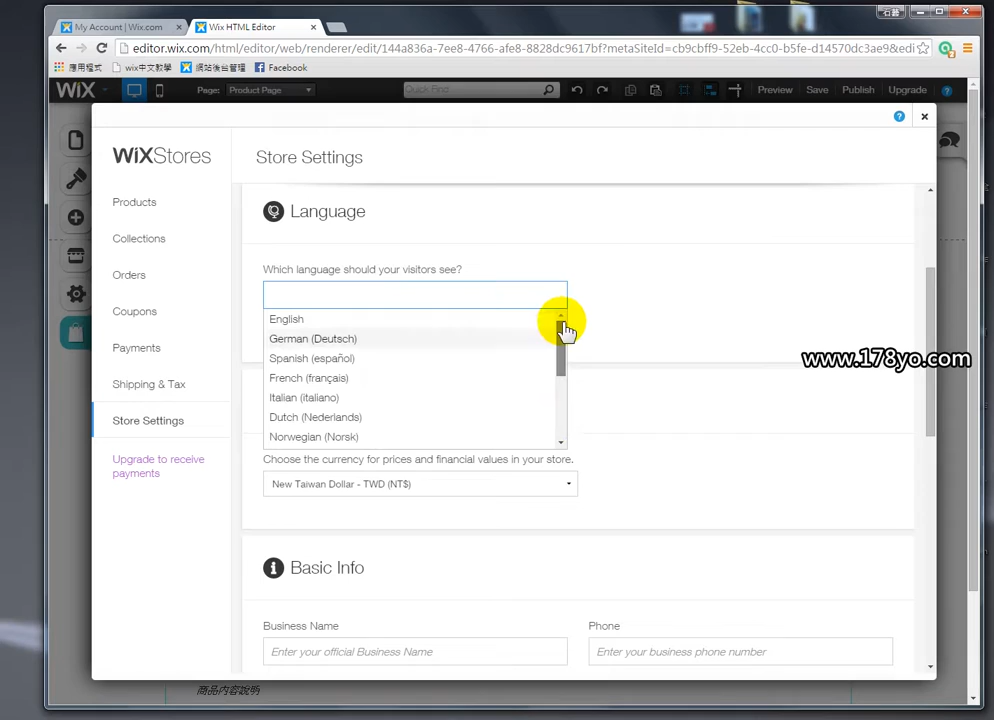 石馨
My Account | Wix.com
Wix HTML Editor
editor.wix.com/html/editor/web/renderer/edit/144a836a-7ee8-4766-afe8-8828dc9617bf?metaSiteId=cb9cbff9-52eb-4cc0-b5fe-d14570dc3ae9&edi
應用程式
wix中文教學
網站後台管理
Facebook
WiX
Page:
Product Page
Quick Find
Preview
Save
Publish
Upgrade
WiXStores
Store Settings
Products
Collections
Orders
Coupons
Payments
Shipping & Tax
Store Settings
Upgrade to receive
payments
Language
Which language should your visitors see?
English
German (Deutsch)
Spanish (español)
French (français)
Italian (italiano)
Dutch (Nederlands)
Norwegian (Norsk)
www.178yo.com
Choose the currency for prices and financial values in your store.
New Taiwan Dollar - TWD (NT$)
Basic Info
Business Name
Phone
Enter your official Business Name
Enter your business phone number
商品內容說明